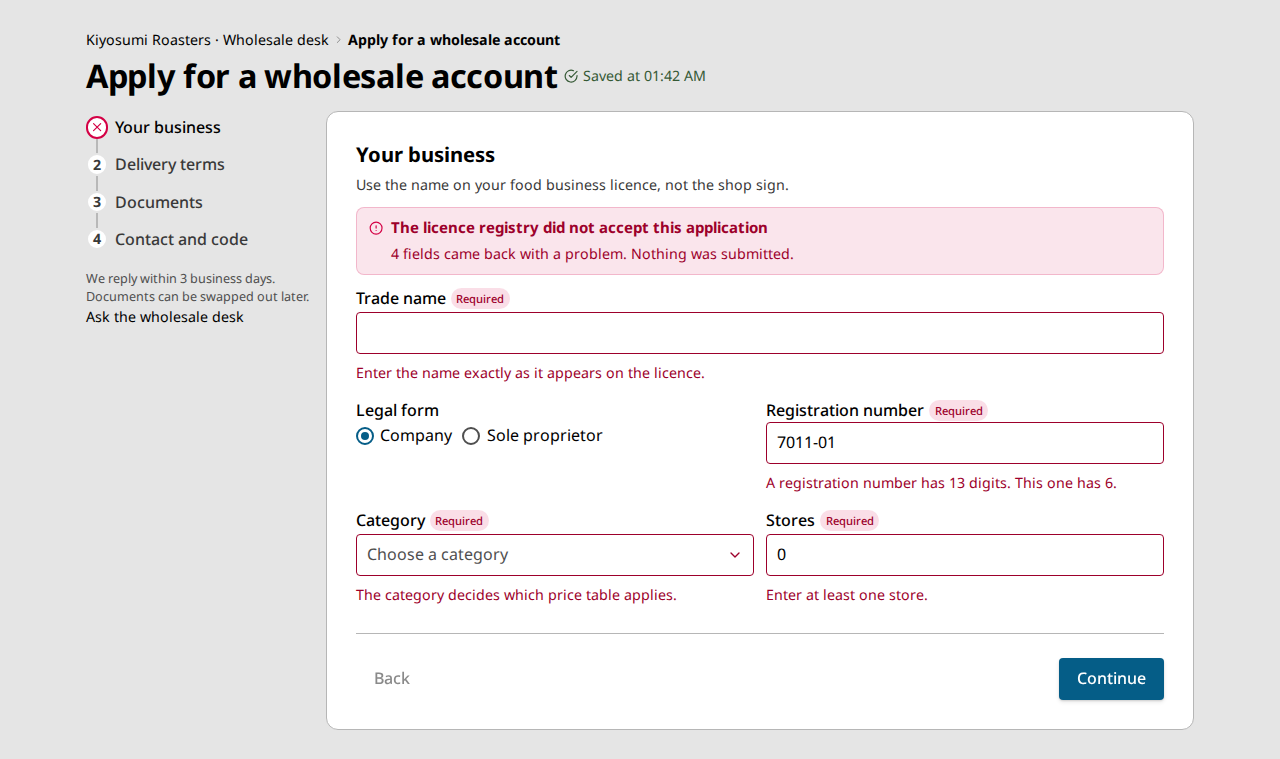 Kiyosumi Roasters · Wholesale desk > Apply for a wholesale account
Apply for a wholesale account Saved at 01:42 AM
Your business
2 Delivery terms
3 Documents
4 Contact and code
We reply within 3 business days.
Documents can be swapped out later.
Ask the wholesale desk
Your business
Use the name on your food business licence, not the shop sign.
The licence registry did not accept this application
4 fields came back with a problem. Nothing was submitted.
Trade name Required
Enter the name exactly as it appears on the licence.
Legal form
Company Sole proprietor
Registration number Required
7011-01
A registration number has 13 digits. This one has 6.
Category Required
Choose a category
The category decides which price table applies.
Stores Required
0
Enter at least one store.
Back
Continue